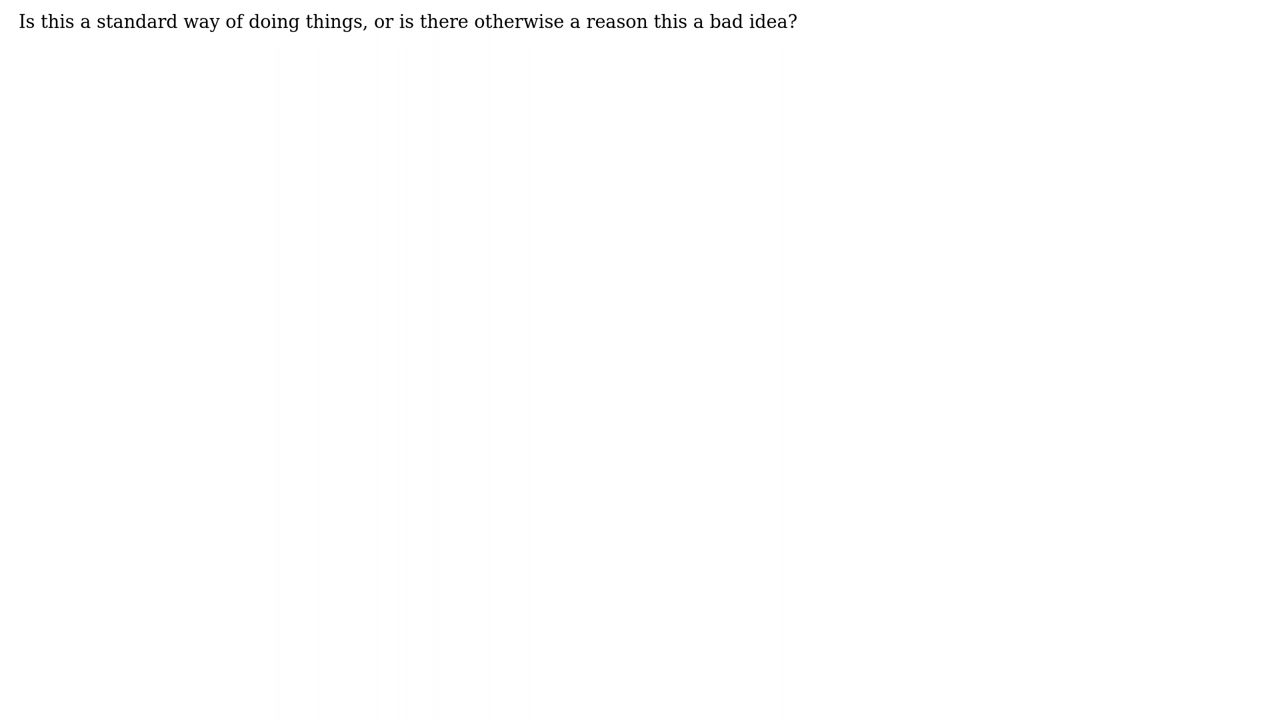 Is this a standard way of doing things, or is there otherwise a reason this a bad idea?